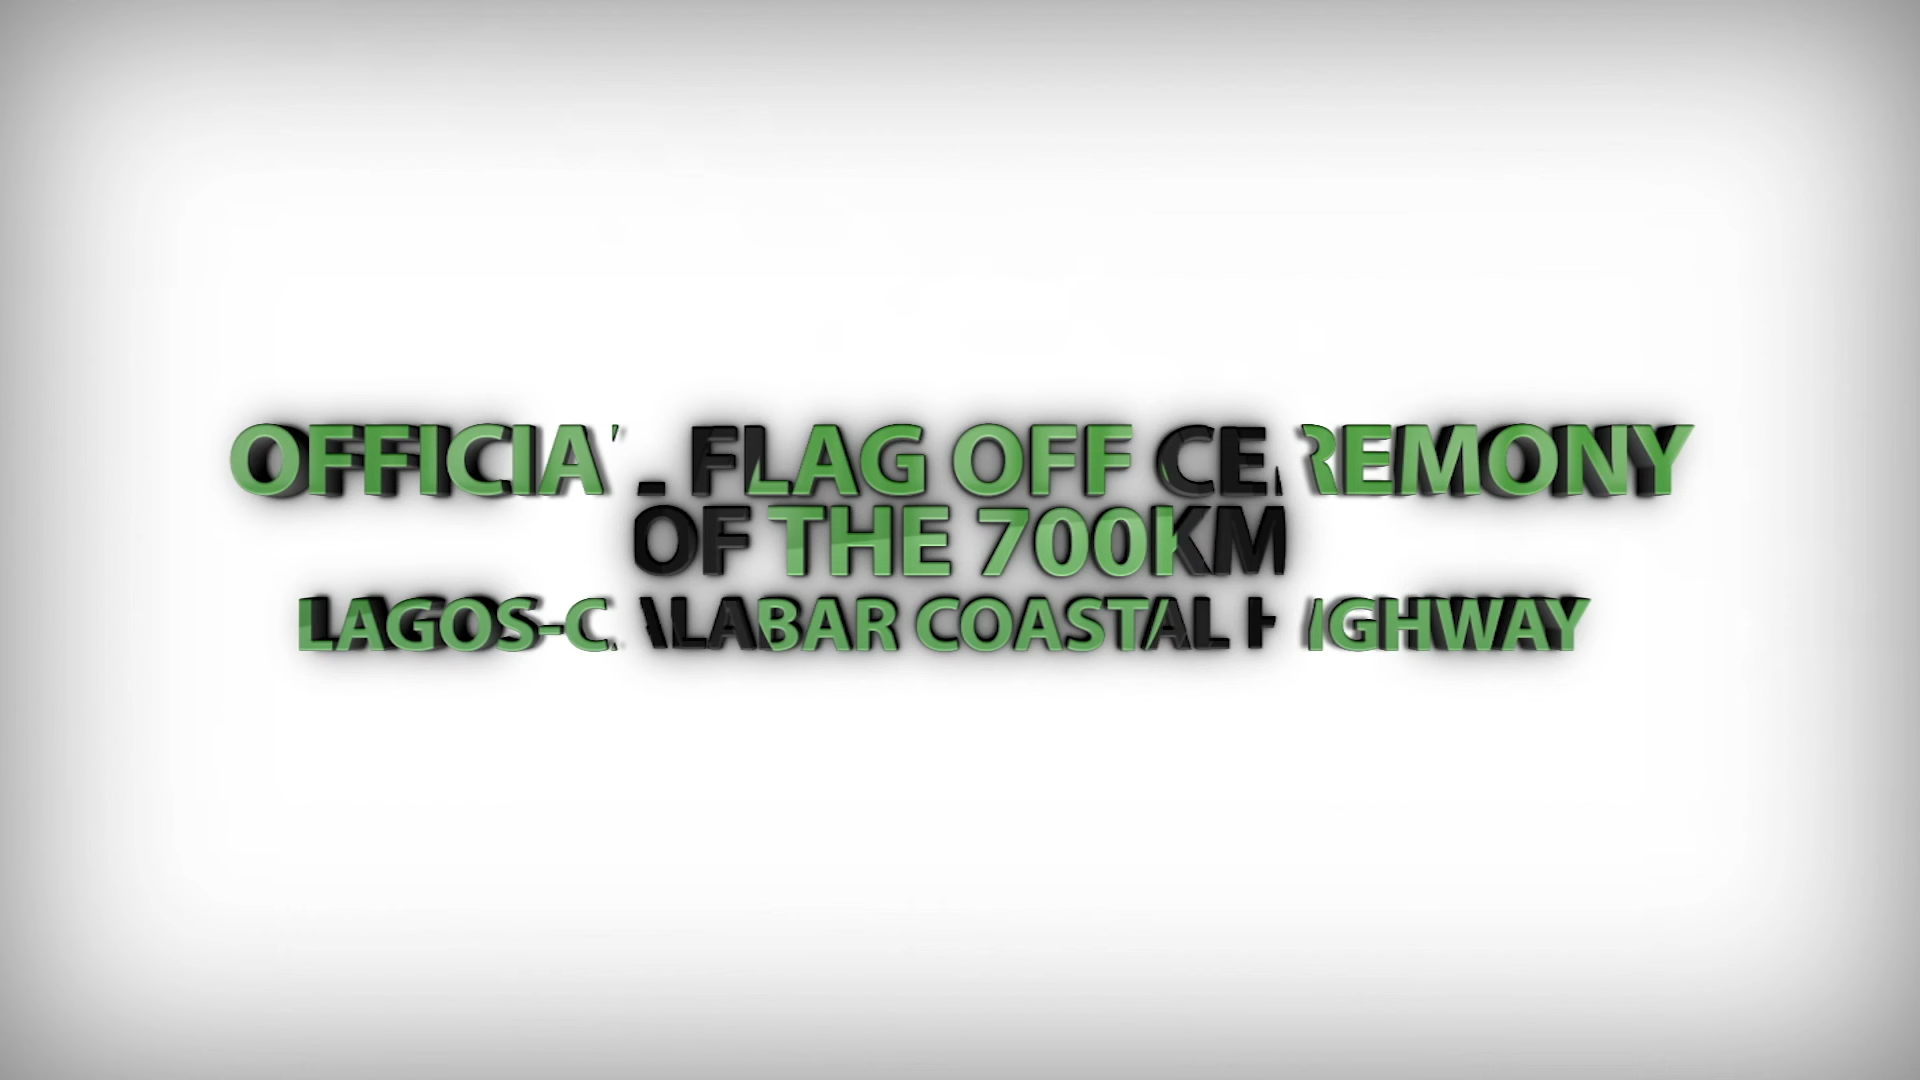 OFFICIAL FLAG OFF CEREMONY
OF THE 700KM
LAGOS-CALABAR COASTAL HIGHWAY